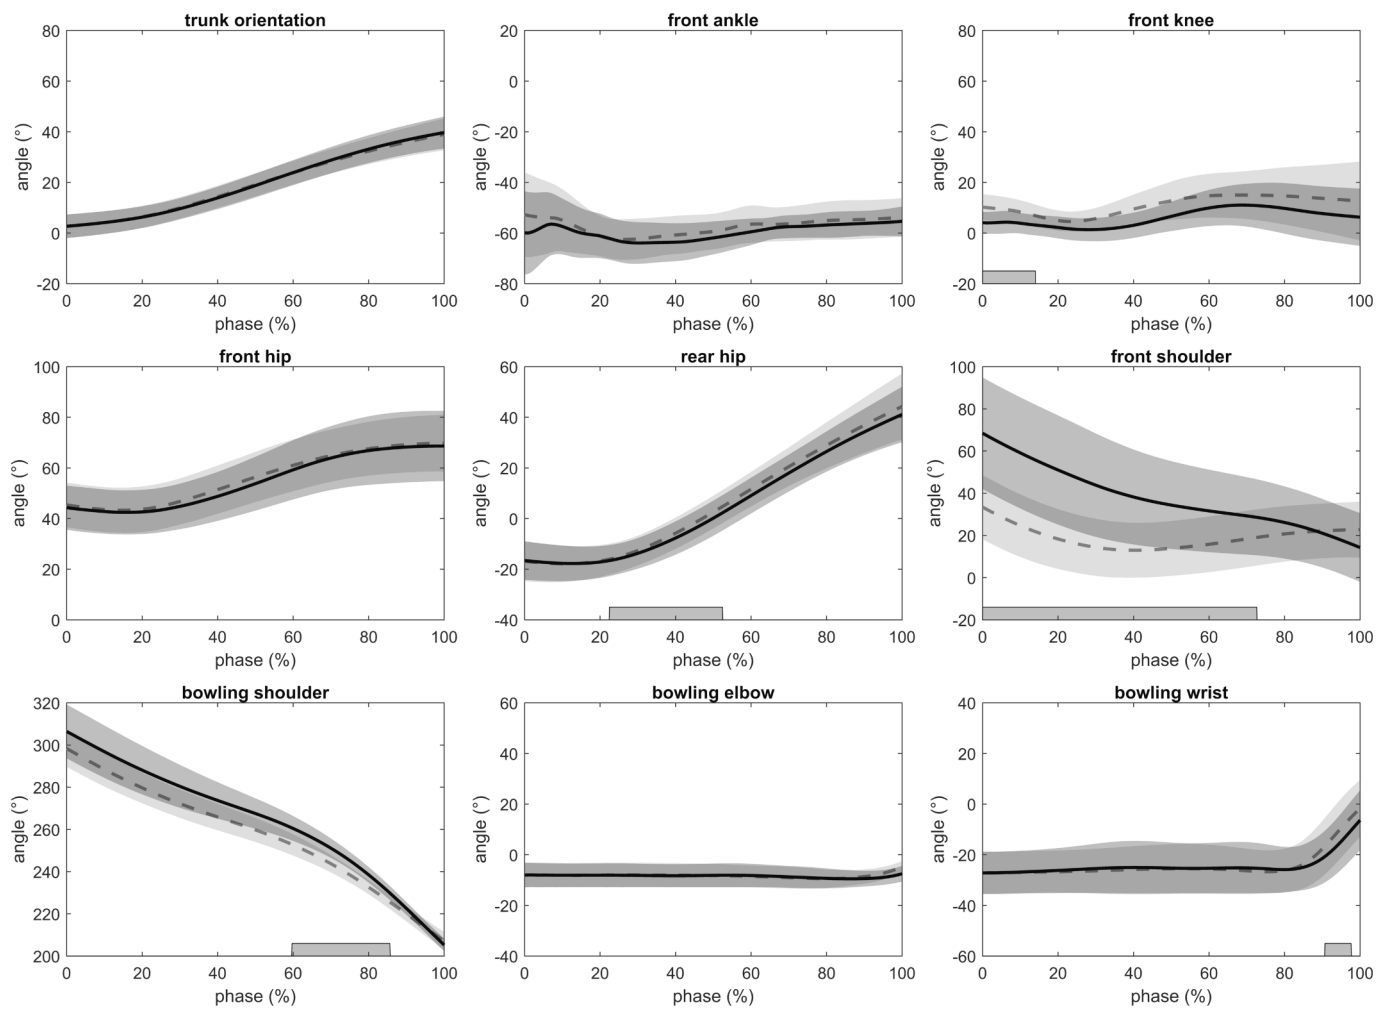 trunk orientation
80
60
40
20
0
-20
angle (°)
0 20 40 60 80 100
phase (%)
front ankle
20
0
-20
-40
-60
-80
angle (°)
0 20 40 60 80 100
phase (%)
front knee
80
60
40
20
0
-20
angle (°)
0 20 40 60 80 100
phase (%)
front hip
100
80
60
40
20
0
angle (°)
0 20 40 60 80 100
phase (%)
rear hip
60
40
20
0
-20
-40
angle (°)
0 20 40 60 80 100
phase (%)
front shoulder
100
80
60
40
20
0
-20
angle (°)
0 20 40 60 80 100
phase (%)
bowling shoulder
320
300
280
260
240
220
200
angle (°)
0 20 40 60 80 100
phase (%)
bowling elbow
60
40
20
0
-20
-40
angle (°)
0 20 40 60 80 100
phase (%)
bowling wrist
40
20
0
-20
-40
-60
angle (°)
0 20 40 60 80 100
phase (%)